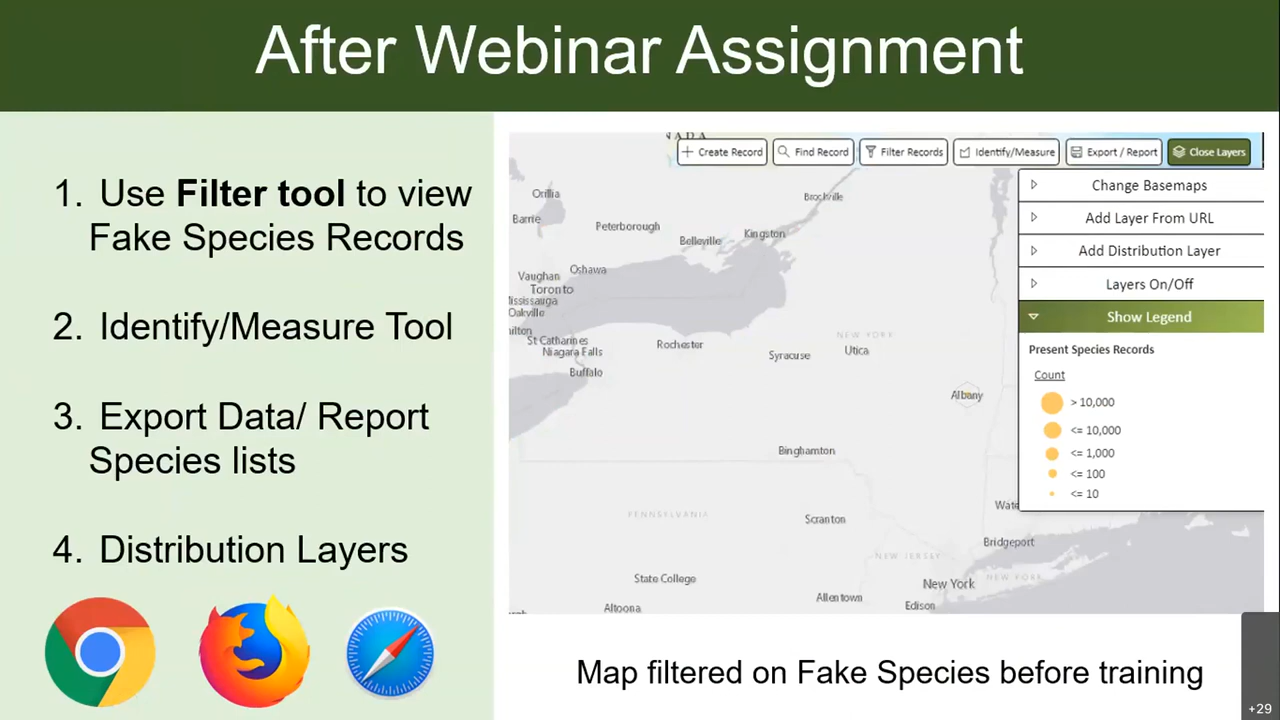 After Webinar Assignment
1. Use Filter tool to view
Fake Species Records
2. Identify/Measure Tool
3. Export Data/ Report
Species lists
4. Distribution Layers
Create Record
Find Record
Filter Records
Identify/Measure
Export / Report
Close Layers
Change Basemaps
Add Layer From URL
Add Distribution Layer
Layers On/Off
Show Legend
Present Species Records
Count
> 10,000
<= 10,000
<= 1,000
<= 100
<= 10
Orillia
Barrie
Peterborough
Belleville
Kingston
Brockville
Vaughan
Oshawa
Toronto
Oakville
St Catharines
Niagara Falls
Buffalo
Rochester
Syracuse
Utica
NEW YORK
Albany
Binghamton
PENNSYLVANIA
Scranton
NEW JERSEY
Bridgeport
NEW YORK
State College
New York
Allentown
Edison
Altoona
Map filtered on Fake Species before training
+29